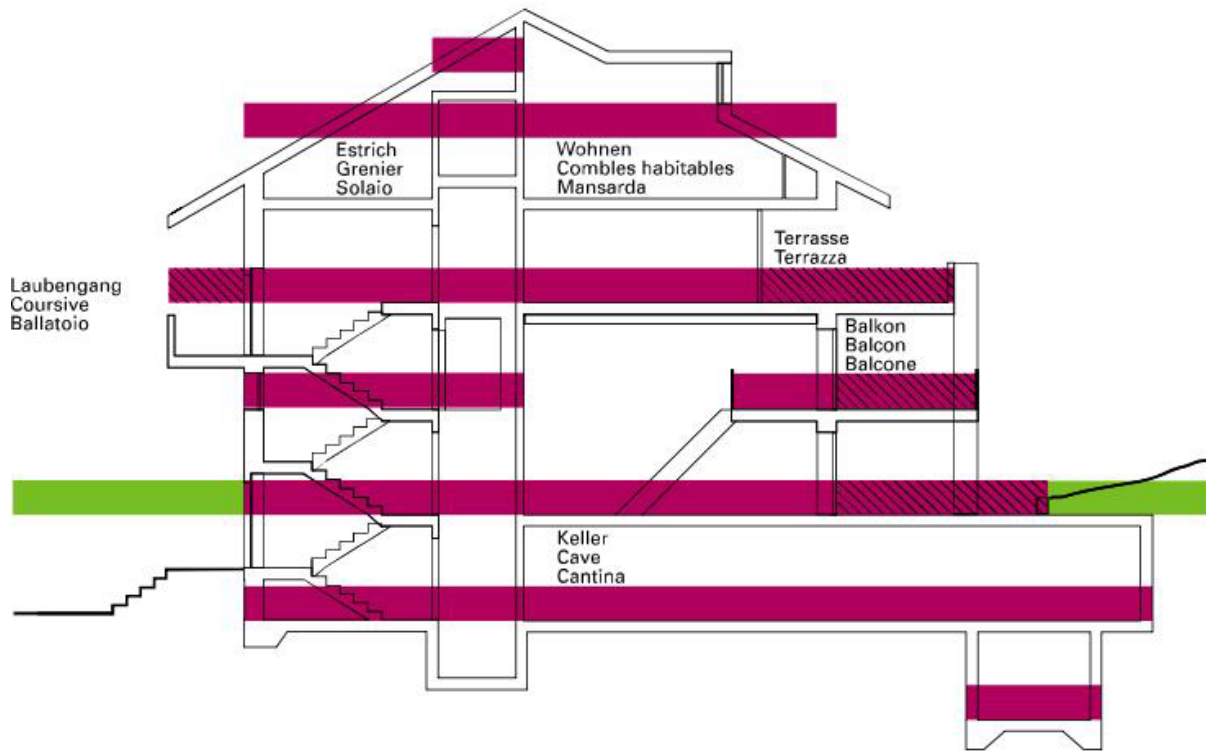 Estrich
Grenier
Solaio
Wohnen
Combles habitables
Mansarda
Terrasse
Terrazza
Laubengang
Coursive
Ballatoio
Balkon
Balcon
Balcone
Keller
Cave
Cantina